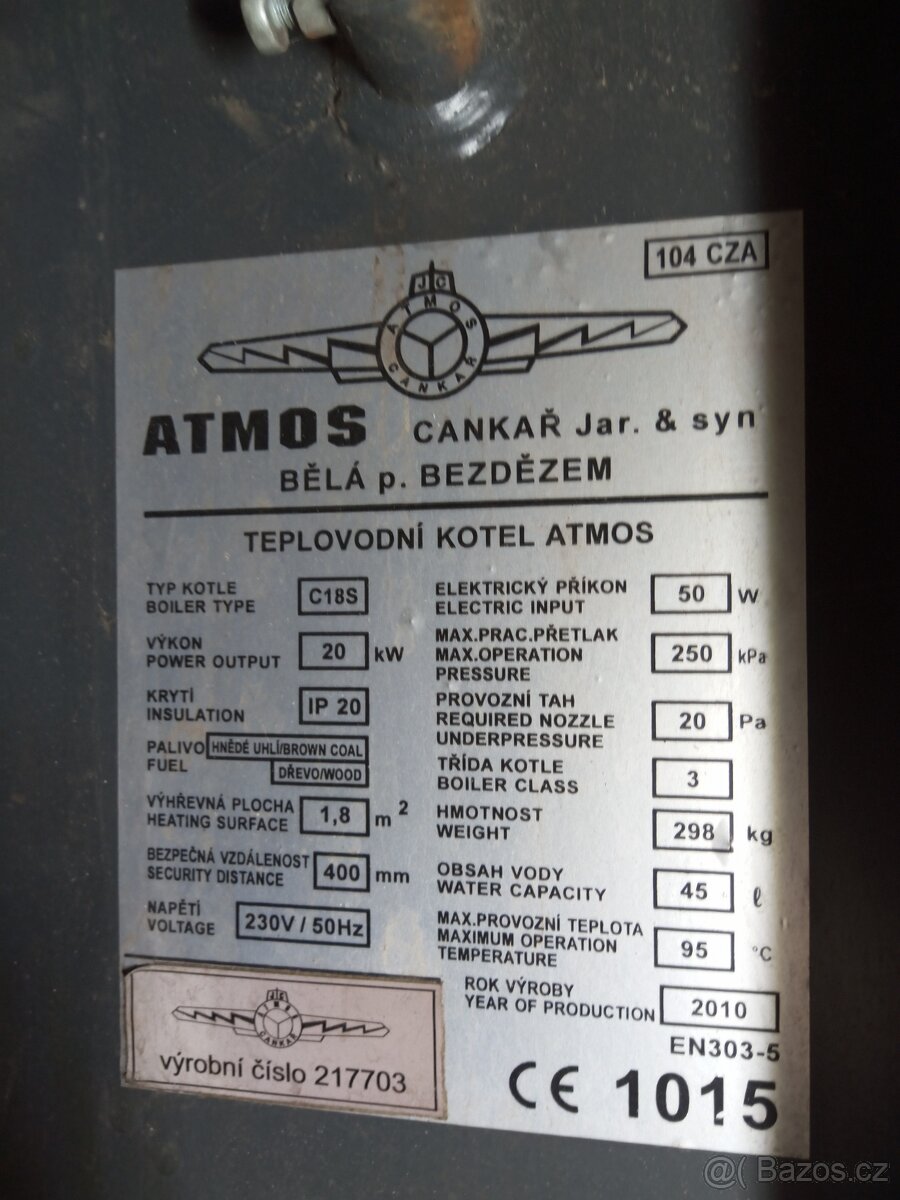 104 CZA
JC
ATMOS
CANKAŘ
ATMOS CANKAŘ Jar. & syn
BĚLÁ p. BEZDĚZEM
TEPLOVODNÍ KOTEL ATMOS
TYP KOTLE
BOILER TYPE C18S
VÝKON
POWER OUTPUT 20 kW
KRYTÍ
INSULATION IP 20
PALIVO HNĚDÉ UHLÍ/BROWN COAL
FUEL DŘEVO/WOOD
VÝHŘEVNÁ PLOCHA
HEATING SURFACE 1,8 m²
BEZPEČNÁ VZDÁLENOST
SECURITY DISTANCE 400 mm
NAPĚTÍ
VOLTAGE 230V / 50Hz
ELEKTRICKÝ PŘÍKON
ELECTRIC INPUT 50 W
MAX.PRAC.PŘETLAK
MAX.OPERATION 250 kPa
PRESSURE
PROVOZNÍ TAH
REQUIRED NOZZLE 20 Pa
UNDERPRESSURE
TŘÍDA KOTLE
BOILER CLASS 3
HMOTNOST
WEIGHT 298 kg
OBSAH VODY
WATER CAPACITY 45 ℓ
MAX.PROVOZNÍ TEPLOTA
MAXIMUM OPERATION 95 °C
TEMPERATURE
ROK VÝROBY
YEAR OF PRODUCTION 2010
EN303-5
CE 1015
JC
ATMOS
CANKAŘ
výrobní číslo 217703
@( Bazos.cz